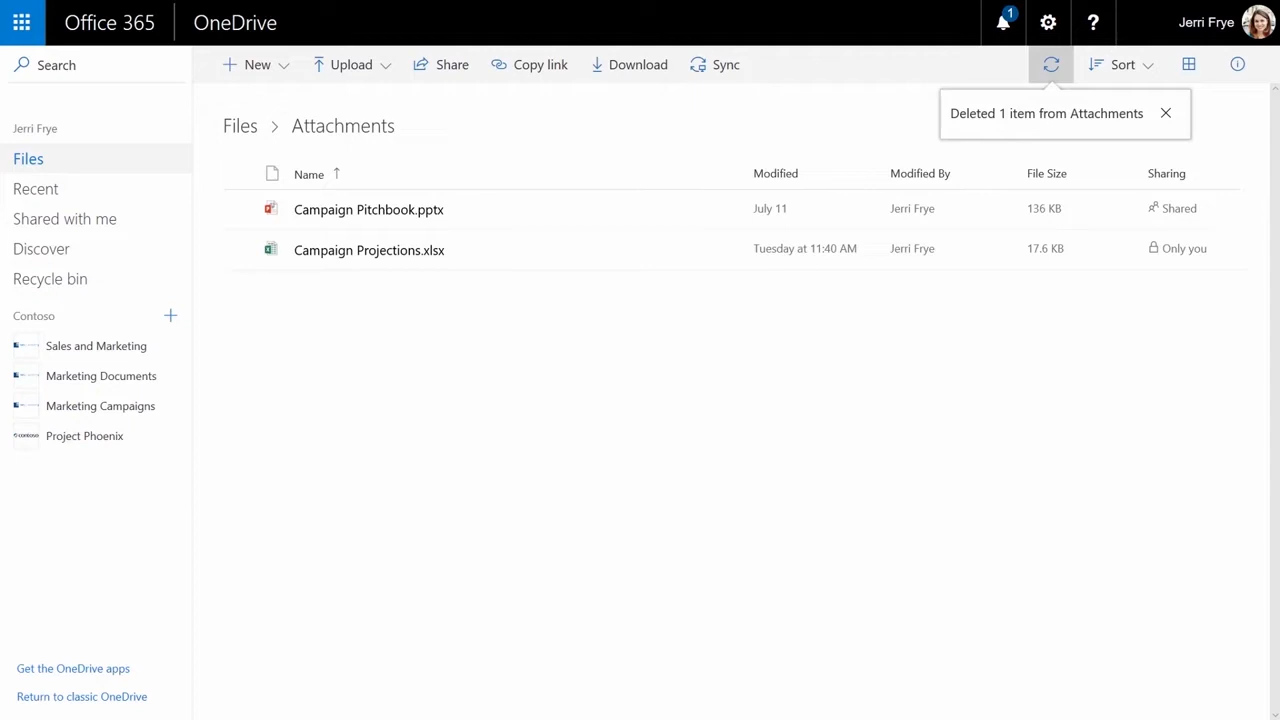 Office 365 OneDrive 1 ? Jerri Frye
Search New Upload Share Copy link Download Sync Sort
Deleted 1 item from Attachments
Files > Attachments
Jerri Frye
Files
Recent
Shared with me
Discover
Recycle bin
Contoso
Sales and Marketing
Marketing Documents
Marketing Campaigns
Project Phoenix
Get the OneDrive apps
Return to classic OneDrive
Name Modified Modified By File Size Sharing
Campaign Pitchbook.pptx July 11 Jerri Frye 136 KB Shared
Campaign Projections.xlsx Tuesday at 11:40 AM Jerri Frye 17.6 KB Only you